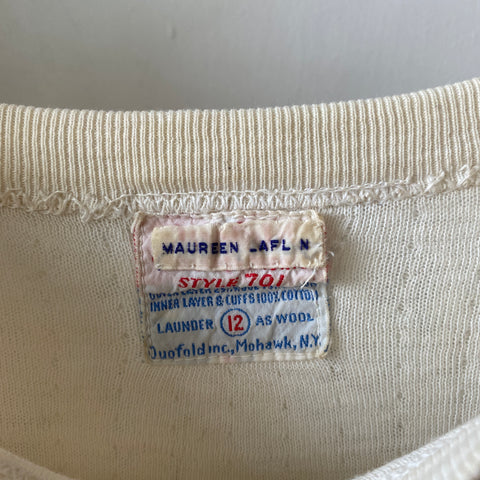 MAUREEN LAFL N
STYLE 701
INNER LAYER & CUFFS 100% COTTON
LAUNDER 12 AS WOOL
Duofold inc., Mohawk, N.Y.